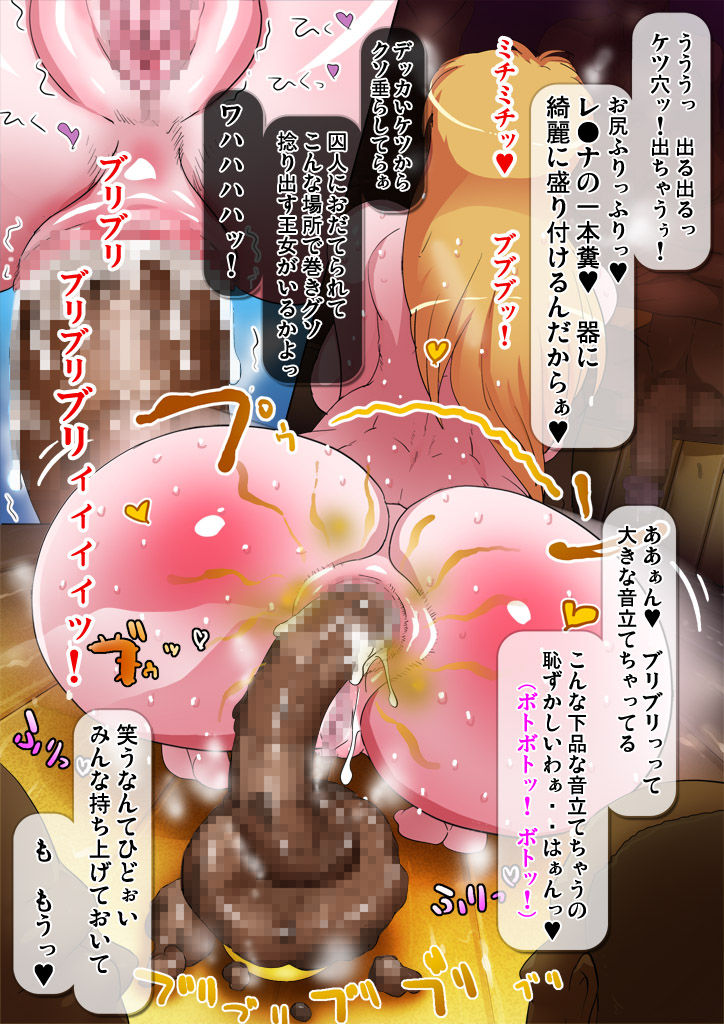 うううっ 出る出るっ
ケツ穴ッ!出ちゃうぅ!
お尻ふりっふりっ♥
レ●ナの一本糞♥ 器に
綺麗に盛り付けるんだからぁ♥
ミチミチッ♥
ブブブッ!
デッカいケツから
クソ垂らしてらぁ
囚人におだてられて
こんな場所で巻きグソ
捻り出す王女がいるかよっ
ワハハハハッ!
ひくっ♥
ひくっ♥
ブリブリ
ブリブリブリィィィィッ!
プゥ
ああぁん♥ ブリブリっって
大きな音立てちゃってる
こんな下品な音立てちゃうの
恥ずかしいわぁ・・はぁんっ♥
(ボトボトッ!ボトッ!)
ふりっ♡
ふりっ♡
笑うなんてひどぉい
みんな持ち上げておいて
も もうっ♥
ブブブリ ブリ ブリ